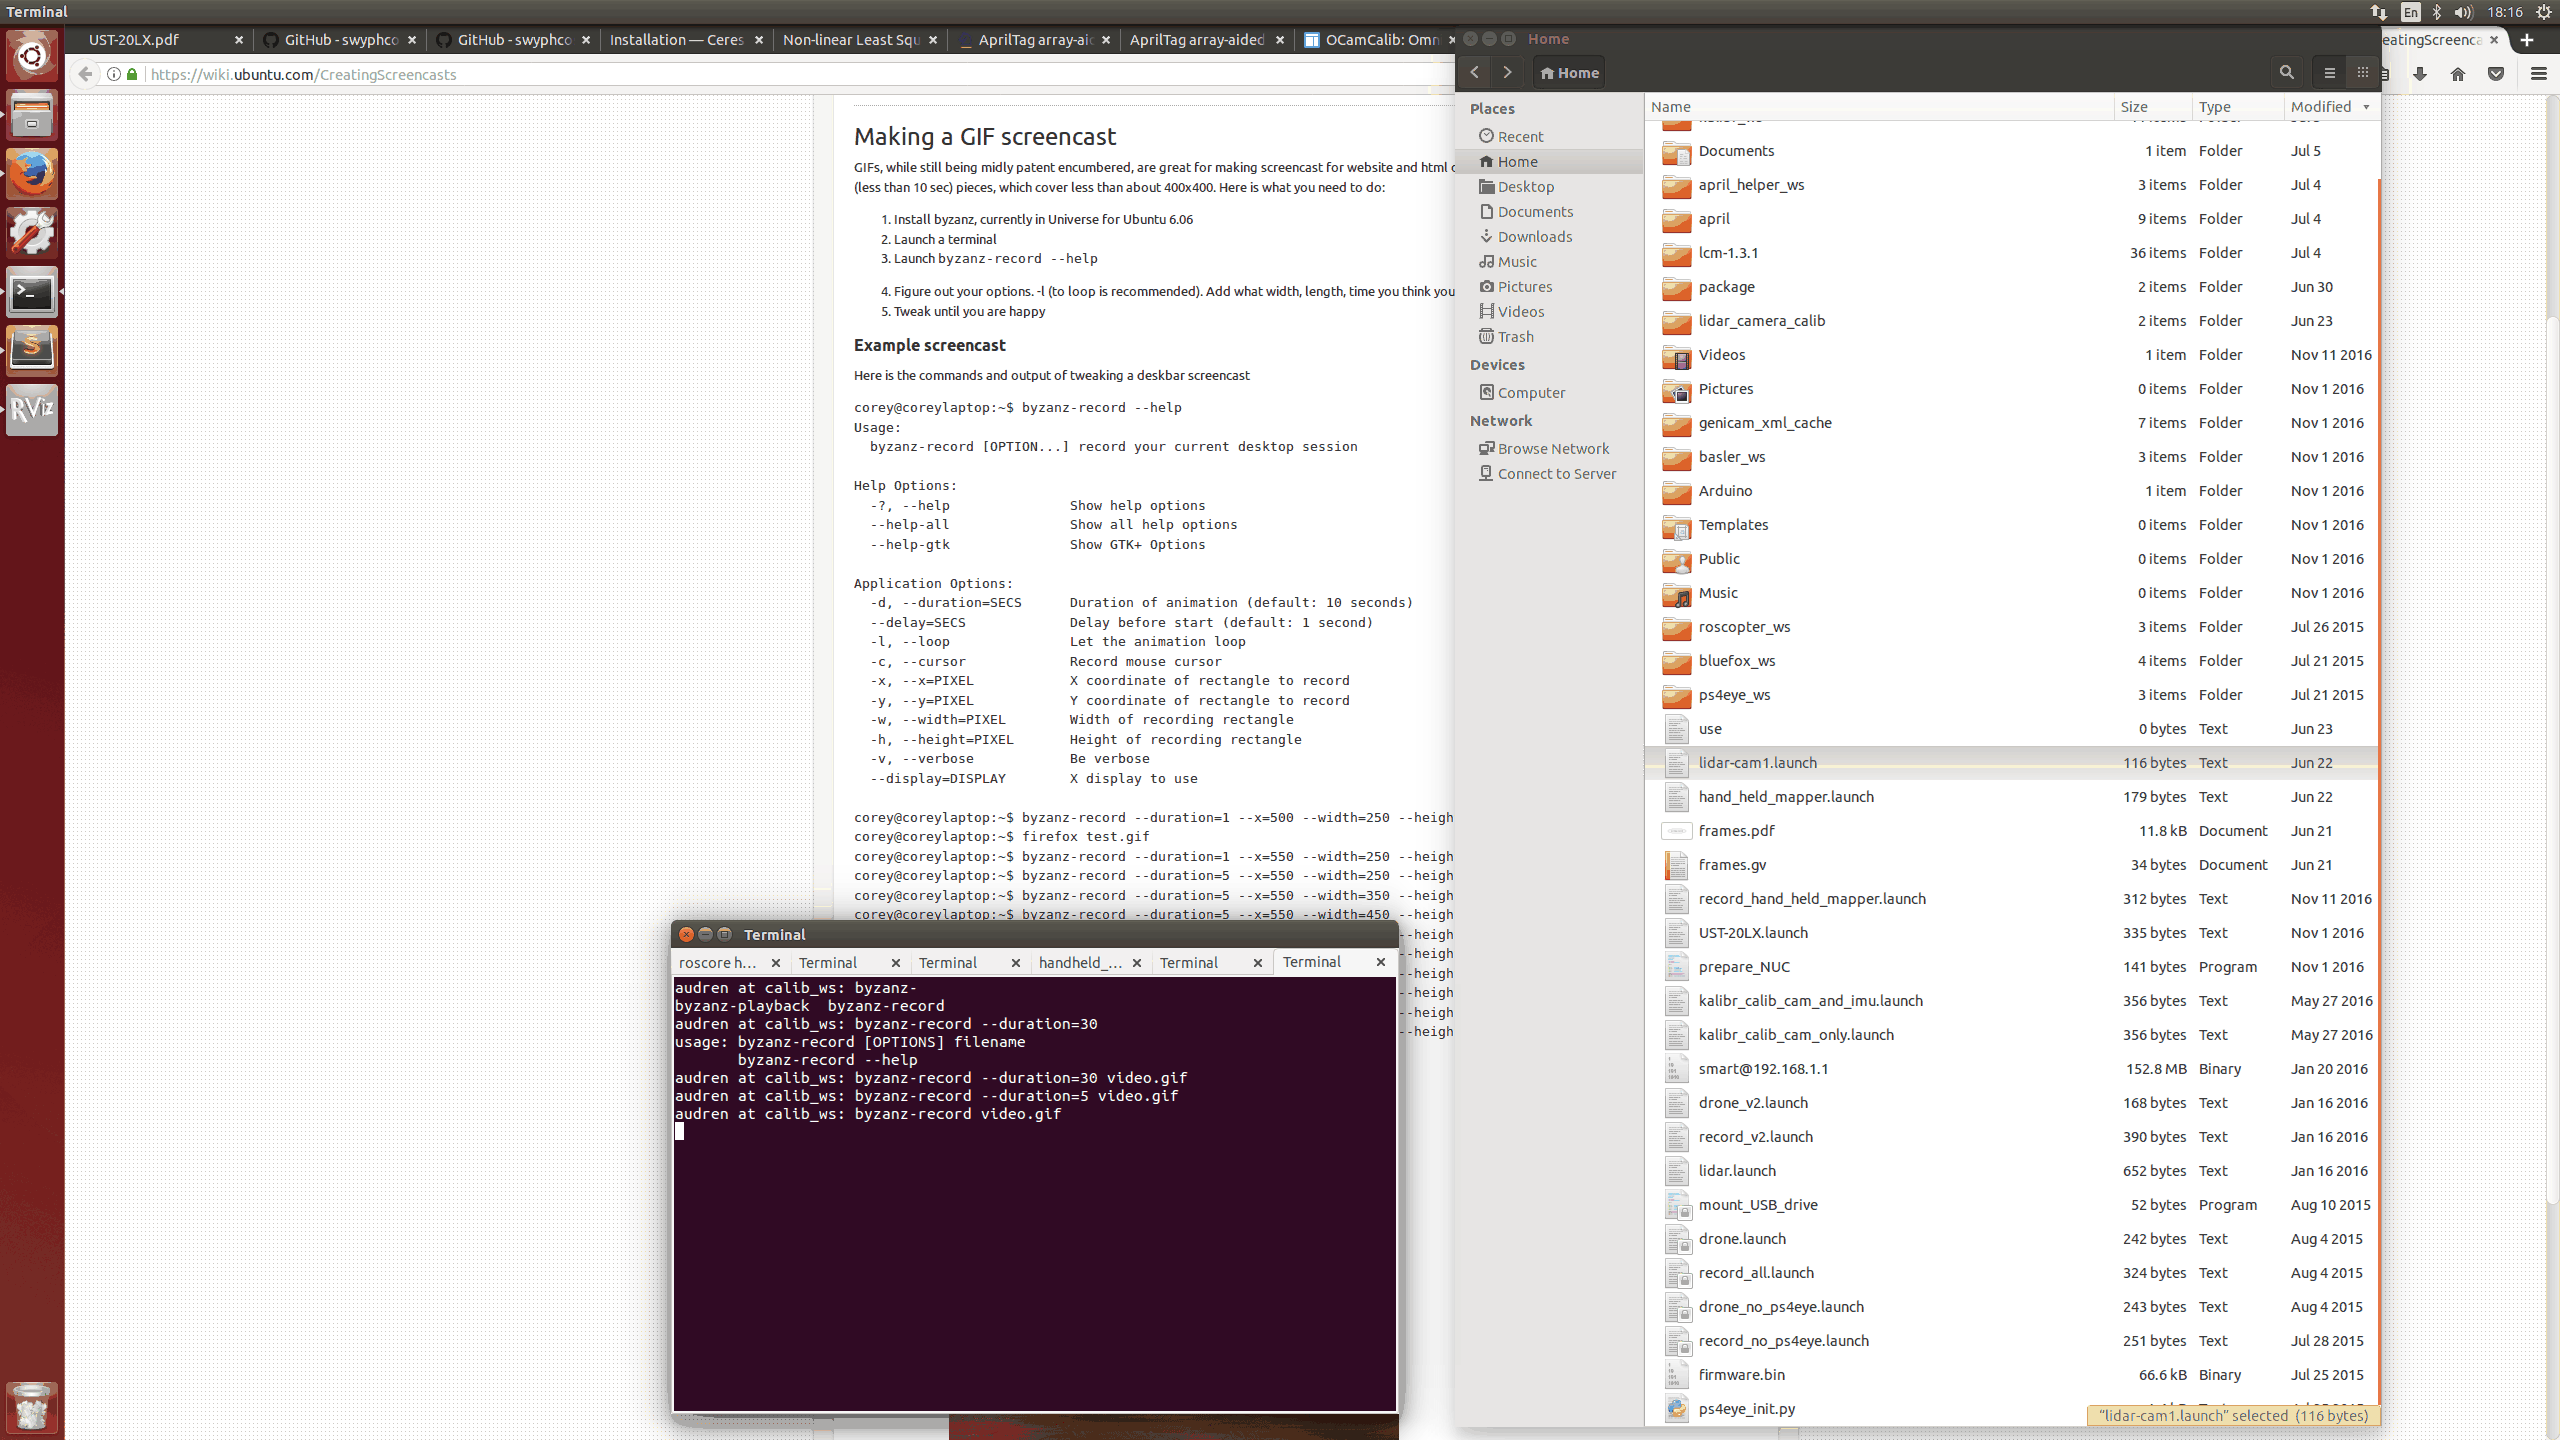 Terminal
En
18:16
UST-20LX.pdf
GitHub - swyphco
GitHub - swyphco
Installation — Ceres
Non-linear Least Squ
AprilTag array-aid
AprilTag array-aided
OCamCalib: Omn
eatingScreenca
https://wiki.ubuntu.com/CreatingScreencasts
Making a GIF screencast
GIFs, while still being midly patent encumbered, are great for making screencast for website and html
(less than 10 sec) pieces, which cover less than about 400x400. Here is what you need to do:
1. Install byzanz, currently in Universe for Ubuntu 6.06
2. Launch a terminal
3. Launch byzanz-record --help
4. Figure out your options. -l (to loop is recommended). Add what width, length, time you think you
5. Tweak until you are happy
Example screencast
Here is the commands and output of tweaking a deskbar screencast
corey@coreylaptop:~$ byzanz-record --help
Usage:
byzanz-record [OPTION...] record your current desktop session
Help Options:
-?, --help Show help options
--help-all Show all help options
--help-gtk Show GTK+ Options
Application Options:
-d, --duration=SECS Duration of animation (default: 10 seconds)
--delay=SECS Delay before start (default: 1 second)
-l, --loop Let the animation loop
-c, --cursor Record mouse cursor
-x, --x=PIXEL X coordinate of rectangle to record
-y, --y=PIXEL Y coordinate of rectangle to record
-w, --width=PIXEL Width of recording rectangle
-h, --height=PIXEL Height of recording rectangle
-v, --verbose Be verbose
--display=DISPLAY X display to use
corey@coreylaptop:~$ byzanz-record --duration=1 --x=500 --width=250 --heigh
corey@coreylaptop:~$ firefox test.gif
corey@coreylaptop:~$ byzanz-record --duration=1 --x=550 --width=250 --heigh
corey@coreylaptop:~$ byzanz-record --duration=5 --x=550 --width=250 --heigh
corey@coreylaptop:~$ byzanz-record --duration=5 --x=550 --width=350 --heigh
corey@coreylaptop:~$ byzanz-record --duration=5 --x=550 --width=450 --heigh
--heigh
--heigh
--heigh
--heigh
--heigh
--heigh
Terminal
roscore h...
Terminal
Terminal
handheld_...
Terminal
Terminal
audren at calib_ws: byzanz-
byzanz-playback byzanz-record
audren at calib_ws: byzanz-record --duration=30
usage: byzanz-record [OPTIONS] filename
byzanz-record --help
audren at calib_ws: byzanz-record --duration=30 video.gif
audren at calib_ws: byzanz-record --duration=5 video.gif
audren at calib_ws: byzanz-record video.gif
RViz
Home
Home
Places
Recent
Home
Desktop
Documents
Downloads
Music
Pictures
Videos
Trash
Devices
Computer
Network
Browse Network
Connect to Server
Name Size Type Modified
Documents 1 item Folder Jul 5
april_helper_ws 3 items Folder Jul 4
april 9 items Folder Jul 4
lcm-1.3.1 36 items Folder Jul 4
package 2 items Folder Jun 30
lidar_camera_calib 2 items Folder Jun 23
Videos 1 item Folder Nov 11 2016
Pictures 0 items Folder Nov 1 2016
genicam_xml_cache 7 items Folder Nov 1 2016
basler_ws 3 items Folder Nov 1 2016
Arduino 1 item Folder Nov 1 2016
Templates 0 items Folder Nov 1 2016
Public 0 items Folder Nov 1 2016
Music 0 items Folder Nov 1 2016
roscopter_ws 3 items Folder Jul 26 2015
bluefox_ws 4 items Folder Jul 21 2015
ps4eye_ws 3 items Folder Jul 21 2015
use 0 bytes Text Jun 23
lidar-cam1.launch 116 bytes Text Jun 22
hand_held_mapper.launch 179 bytes Text Jun 22
frames.pdf 11.8 kB Document Jun 21
frames.gv 34 bytes Document Jun 21
record_hand_held_mapper.launch 312 bytes Text Nov 11 2016
UST-20LX.launch 335 bytes Text Nov 1 2016
prepare_NUC 141 bytes Program Nov 1 2016
kalibr_calib_cam_and_imu.launch 356 bytes Text May 27 2016
kalibr_calib_cam_only.launch 356 bytes Text May 27 2016
smart@192.168.1.1 152.8 MB Binary Jan 20 2016
drone_v2.launch 168 bytes Text Jan 16 2016
record_v2.launch 390 bytes Text Jan 16 2016
lidar.launch 652 bytes Text Jan 16 2016
mount_USB_drive 52 bytes Program Aug 10 2015
drone.launch 242 bytes Text Aug 4 2015
record_all.launch 324 bytes Text Aug 4 2015
drone_no_ps4eye.launch 243 bytes Text Aug 4 2015
record_no_ps4eye.launch 251 bytes Text Jul 28 2015
firmware.bin 66.6 kB Binary Jul 25 2015
ps4eye_init.py
"lidar-cam1.launch" selected (116 bytes)